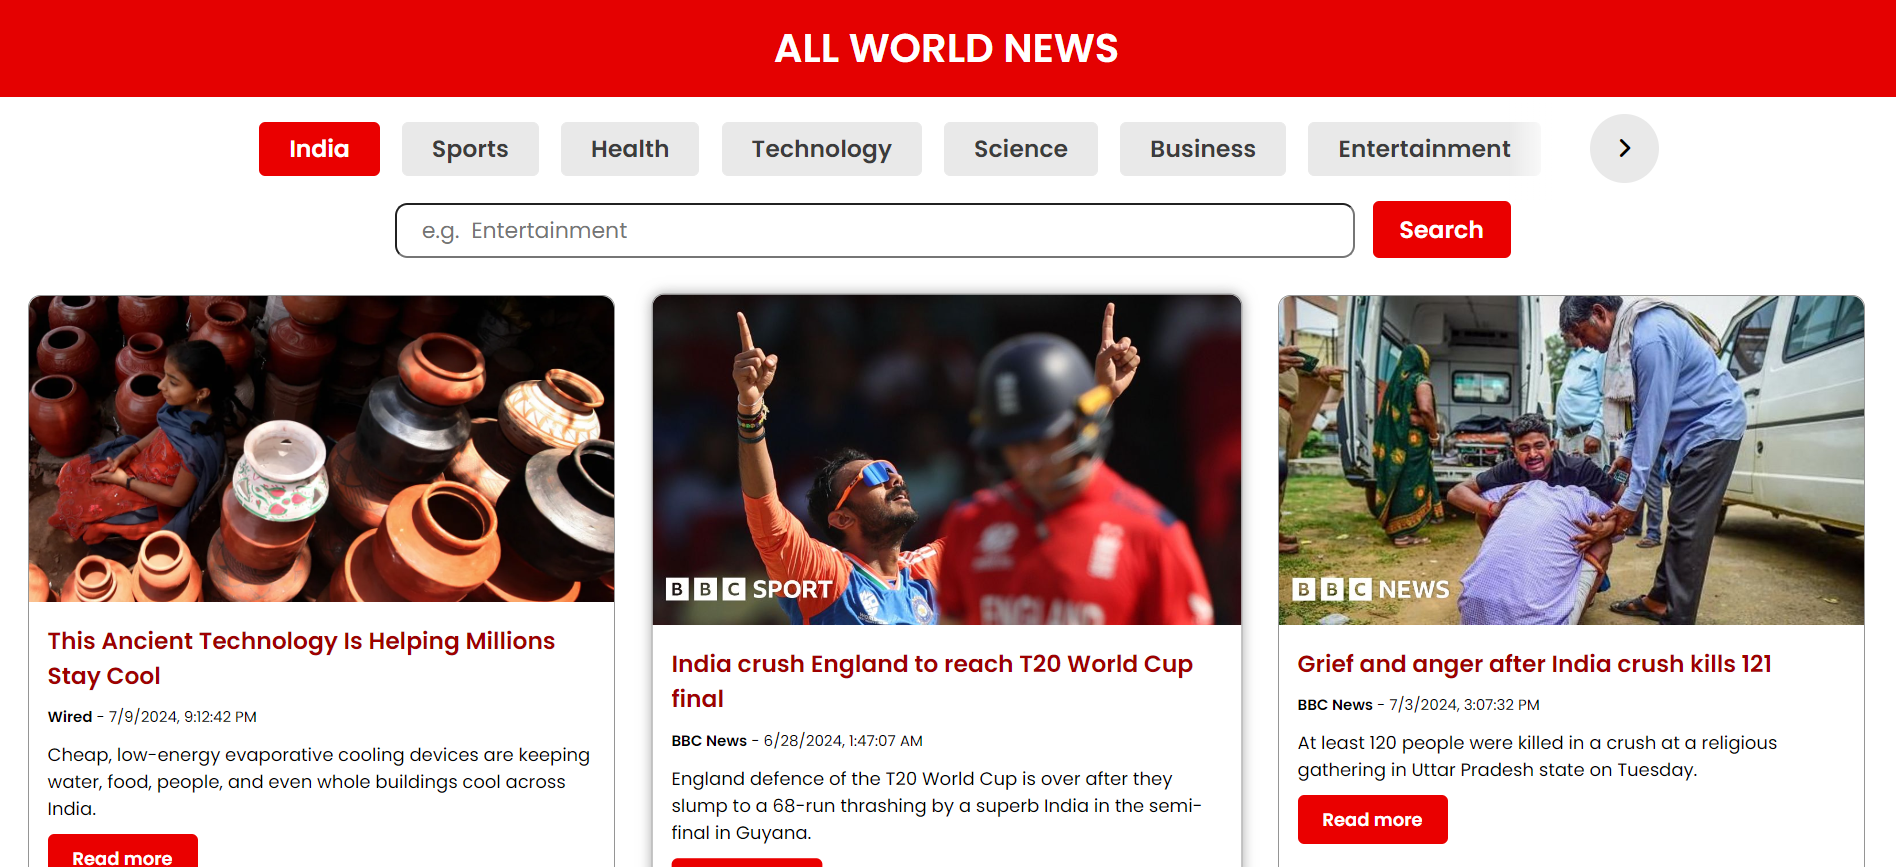 ALL WORLD NEWS
India
Sports
Health
Technology
Science
Business
Entertainment
e.g. Entertainment
Search
This Ancient Technology Is Helping Millions
Stay Cool
Wired - 7/9/2024, 9:12:42 PM
Cheap, low-energy evaporative cooling devices are keeping
water, food, people, and even whole buildings cool across
India.
Read more
BBC SPORT
ENGLAND
India crush England to reach T20 World Cup
final
BBC News - 6/28/2024, 1:47:07 AM
England defence of the T20 World Cup is over after they
slump to a 68-run thrashing by a superb India in the semi-
final in Guyana.
BBC NEWS
Grief and anger after India crush kills 121
BBC News - 7/3/2024, 3:07:32 PM
At least 120 people were killed in a crush at a religious
gathering in Uttar Pradesh state on Tuesday.
Read more